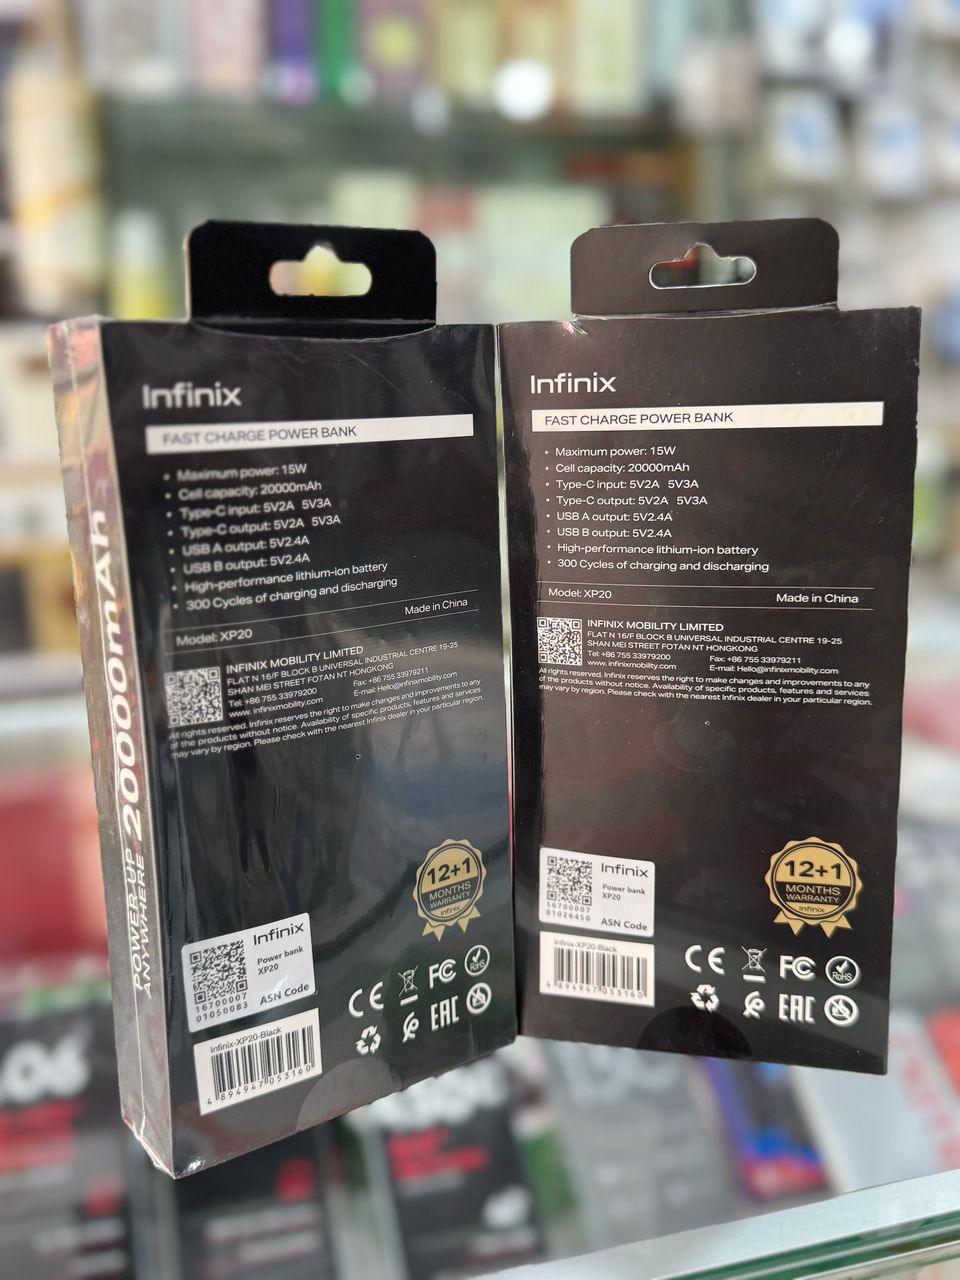 Infinix
FAST CHARGE POWER BANK
• Maximum power: 15W
• Cell capacity: 20000mAh
• Type-C input: 5V2A 5V3A
• Type-C output: 5V2A 5V3A
• USB A output: 5V2.4A
• USB B output: 5V2.4A
• High-performance lithium-ion battery
• 300 Cycles of charging and discharging
Model: XP20 Made in China
INFINIX MOBILITY LIMITED
FLAT N 16/F BLOCK B UNIVERSAL INDUSTRIAL CENTRE 19-25
SHAN MEI STREET FOTAN NT HONGKONG
Tel: +86 755 33979200 Fax: +86 755 33979211
www. infinixmobility.com E-mail: Hello@infinixmobility.com
All rights reserved. Infinix reserves the right to make changes and improvements to any
of the products without notice. Availability of specific products, features and services
may vary by region. Please check with the nearest Infinix dealer in your particular region.
POWER UP
ANYWHERE
20000mAh
12+1
MONTHS
WARRANTY
Infinix
Infinix
Power bank
XP20
16700007
01050083
ASN Code
Infinix-XP20-Black
4 894947 053160
CE
FC
RoHS
EAC
Infinix
FAST CHARGE POWER BANK
• Maximum power: 15W
• Cell capacity: 20000mAh
• Type-C input: 5V2A 5V3A
• Type-C output: 5V2A 5V3A
• USB A output: 5V2.4A
• USB B output: 5V2.4A
• High-performance lithium-ion battery
• 300 Cycles of charging and discharging
Model: XP20 Made in China
INFINIX MOBILITY LIMITED
FLAT N 16/F BLOCK B UNIVERSAL INDUSTRIAL CENTRE 19-25
SHAN MEI STREET FOTAN NT HONGKONG
Tel: +86 755 33979200 Fax: +86 755 33979211
www. infinixmobility.com E-mail: Hello@infinixmobility.com
All rights reserved. Infinix reserves the right to make changes and improvements to any
of the products without notice. Availability of specific products, features and services
may vary by region. Please check with the nearest Infinix dealer in your particular region.
12+1
MONTHS
WARRANTY
Infinix
Infinix
Power bank
XP20
16700007
01026450
ASN Code
Infinix-XP20-Black
4 894947 053160
CE
FC
RoHS
EAC